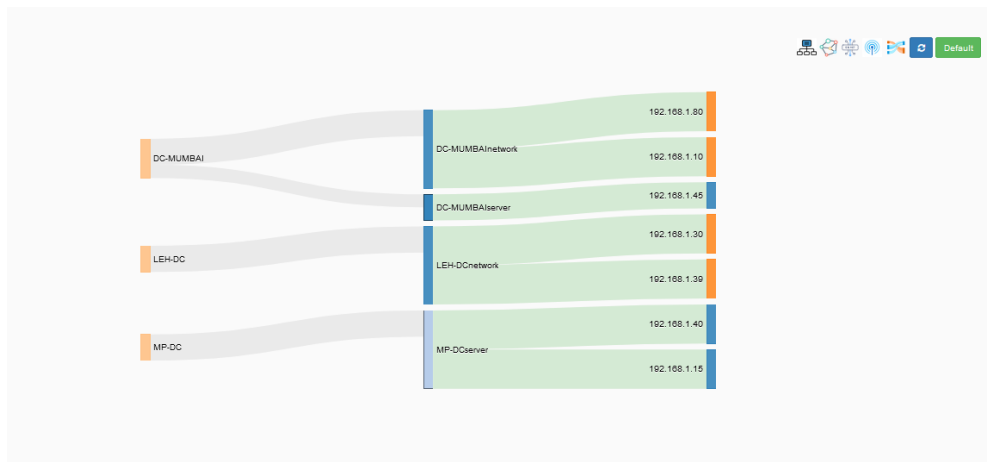 Default
192.168.1.80
DC-MUMBAInetwork
192.168.1.10
DC-MUMBAI
192.168.1.45
DC-MUMBAIserver
192.168.1.30
LEH-DC
LEH-DCnetwork
192.168.1.39
192.168.1.40
MP-DC
MP-DCserver
192.168.1.15